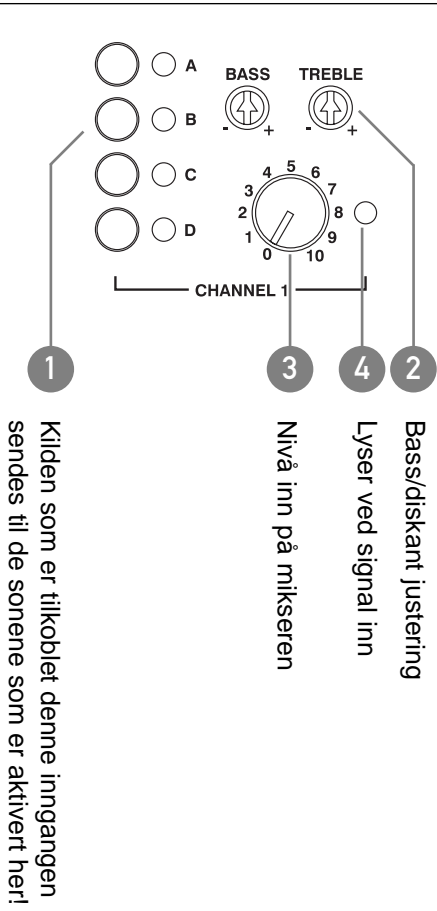 A
BASS TREBLE
B
- + - +
C
D
0 1 2 3 4 5 6 7 8 9 10
CHANNEL 1
1 3 4 2
Bass/diskant justering
Lyser ved signal inn
Nivå inn på mikseren
Kilden som er tilkoblet denne inngangen
sendes til de sonene som er aktivert her!